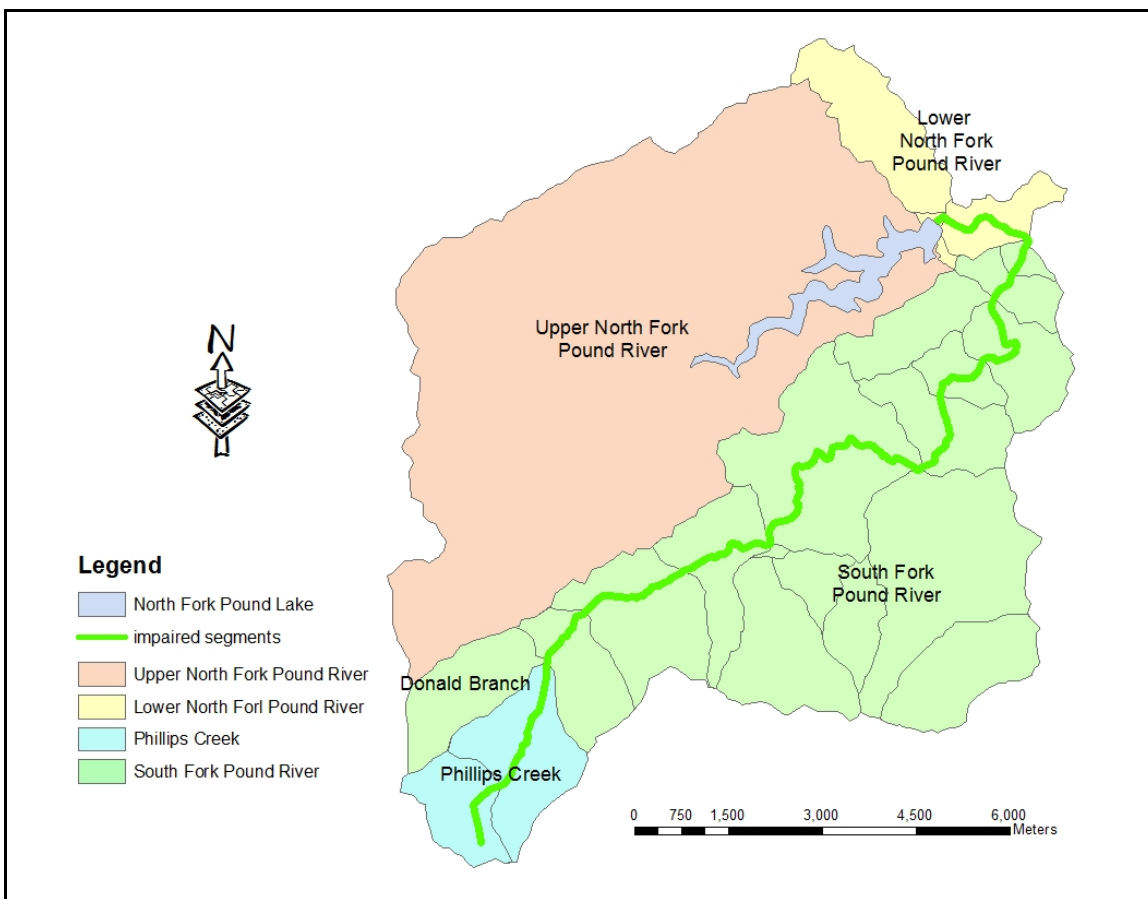 Lower
North Fork
Pound River
Upper North Fork
Pound River
N
South Fork
Pound River
Donald Branch
Phillips Creek
Legend
North Fork Pound Lake
impaired segments
Upper North Fork Pound River
Lower North Forl Pound River
Phillips Creek
South Fork Pound River
0 750 1,500 3,000 4,500 6,000
Meters